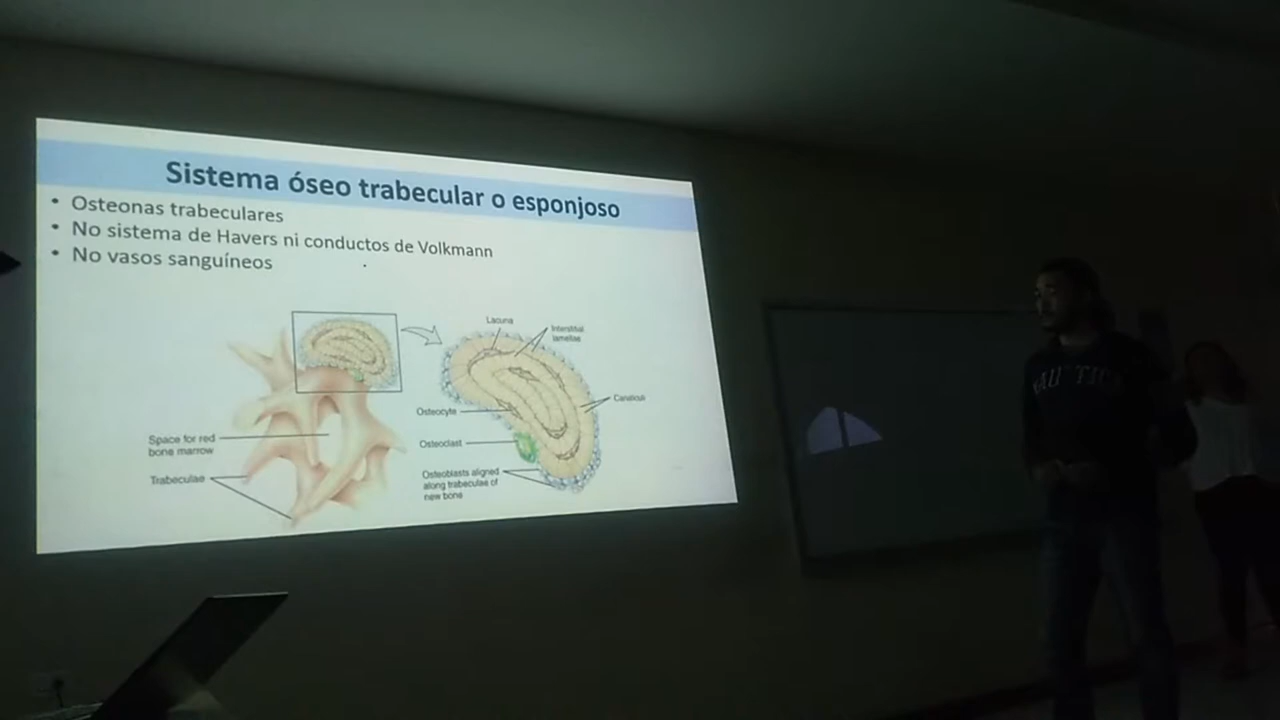 Sistema óseo trabecular o esponjoso
• Osteonas trabeculares
• No sistema de Havers ni conductos de Volkmann
• No vasos sanguíneos
Lacuna
Interstitial
lamellae
Canaliculi
Osteocyte
Osteoclast
Osteoblasts aligned
along trabeculae of
new bone
Space for red
bone marrow
Trabeculae